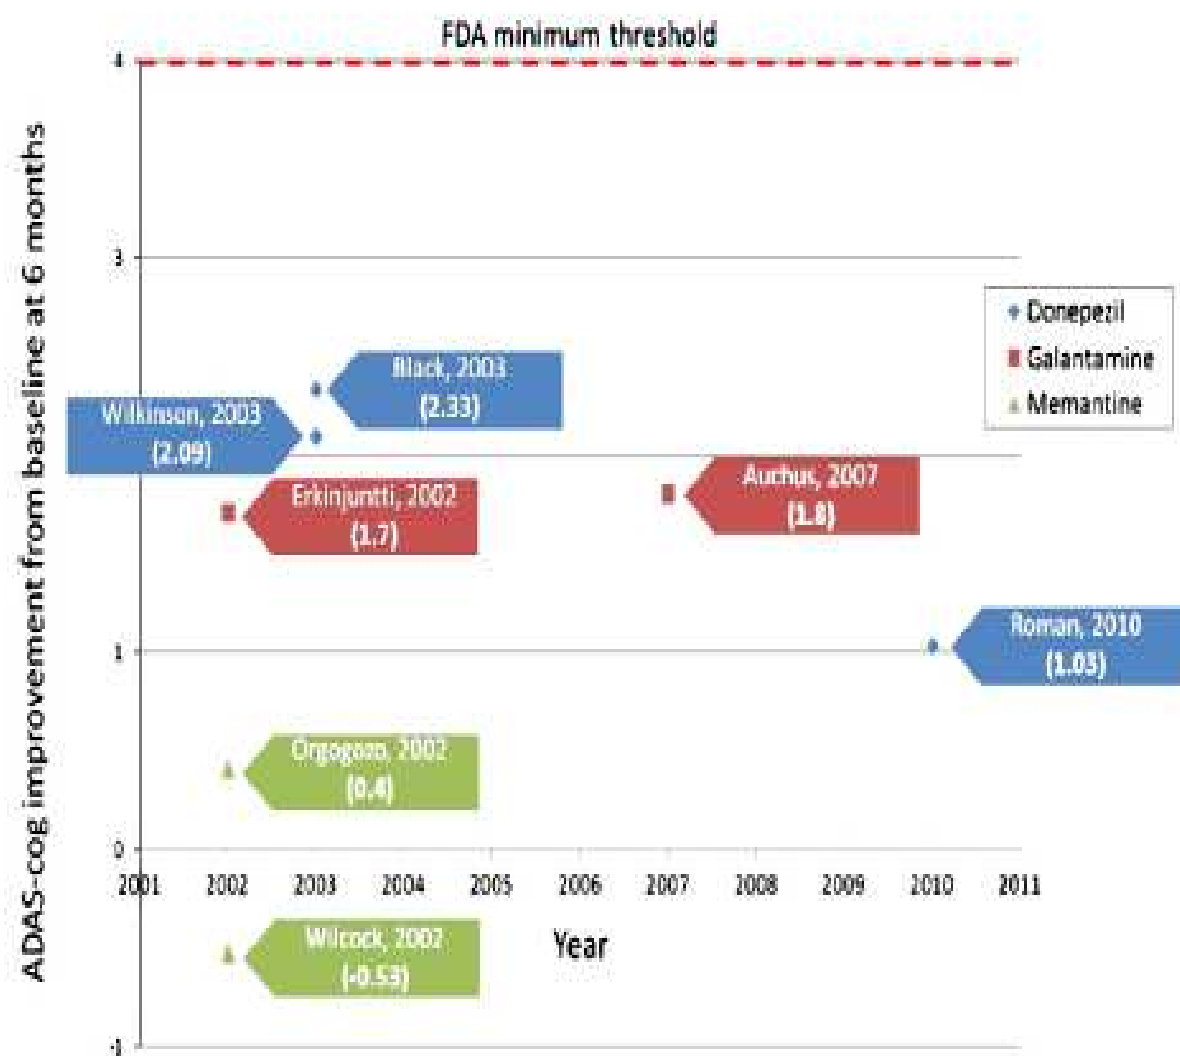 FDA minimum threshold
4
ADAS-cog improvement from baseline at 6 months
3
Donepezil
Galantamine
Memantine
Black, 2003
(2.33)
Wilkinson, 2003
(2.09)
Erkinjuntti, 2002
(1.7)
Auchus, 2007
(1.8)
1
Roman, 2010
(1.03)
Orgogozo, 2002
(0.4)
0
2001 2002 2003 2004 2005 2006 2007 2008 2009 2010 2011
Wilcock, 2002
(-0.53)
Year
-1